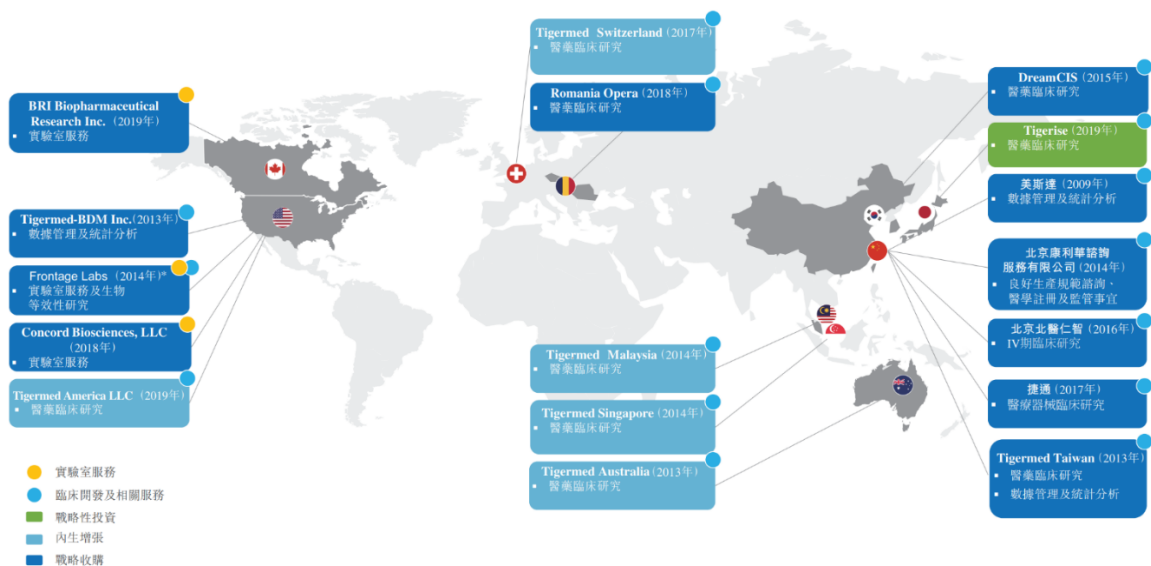 Tigermed Switzerland (2017年)
▪ 醫藥臨床研究
Romania Opera (2018年)
▪ 醫藥臨床研究
BRI Biopharmaceutical
Research Inc. (2019年)
▪ 實驗室服務
Tigermed-BDM Inc.(2013年)
▪ 數據管理及統計分析
Frontage Labs (2014年)*
▪ 實驗室服務及生物
等效性研究
Concord Biosciences, LLC
(2018年)
▪ 實驗室服務
Tigermed America LLC (2019年)
▪ 醫藥臨床研究
DreamCIS (2015年)
▪ 醫藥臨床研究
Tigerise (2019年)
▪ 醫藥臨床研究
美斯達 (2009年)
▪ 數據管理及統計分析
北京康利華諮詢
服務有限公司 (2014年)
▪ 良好生產規範諮詢、
醫學註冊及監管事宜
北京北醫仁智 (2016年)
▪ IV期臨床研究
捷通 (2017年)
▪ 醫療器械臨床研究
Tigermed Taiwan (2013年)
▪ 醫藥臨床研究
▪ 數據管理及統計分析
Tigermed Malaysia (2014年)
▪ 醫藥臨床研究
Tigermed Singapore (2014年)
▪ 醫藥臨床研究
Tigermed Australia (2013年)
▪ 醫藥臨床研究
實驗室服務
臨床開發及相關服務
戰略性投資
內生增張
戰略收購